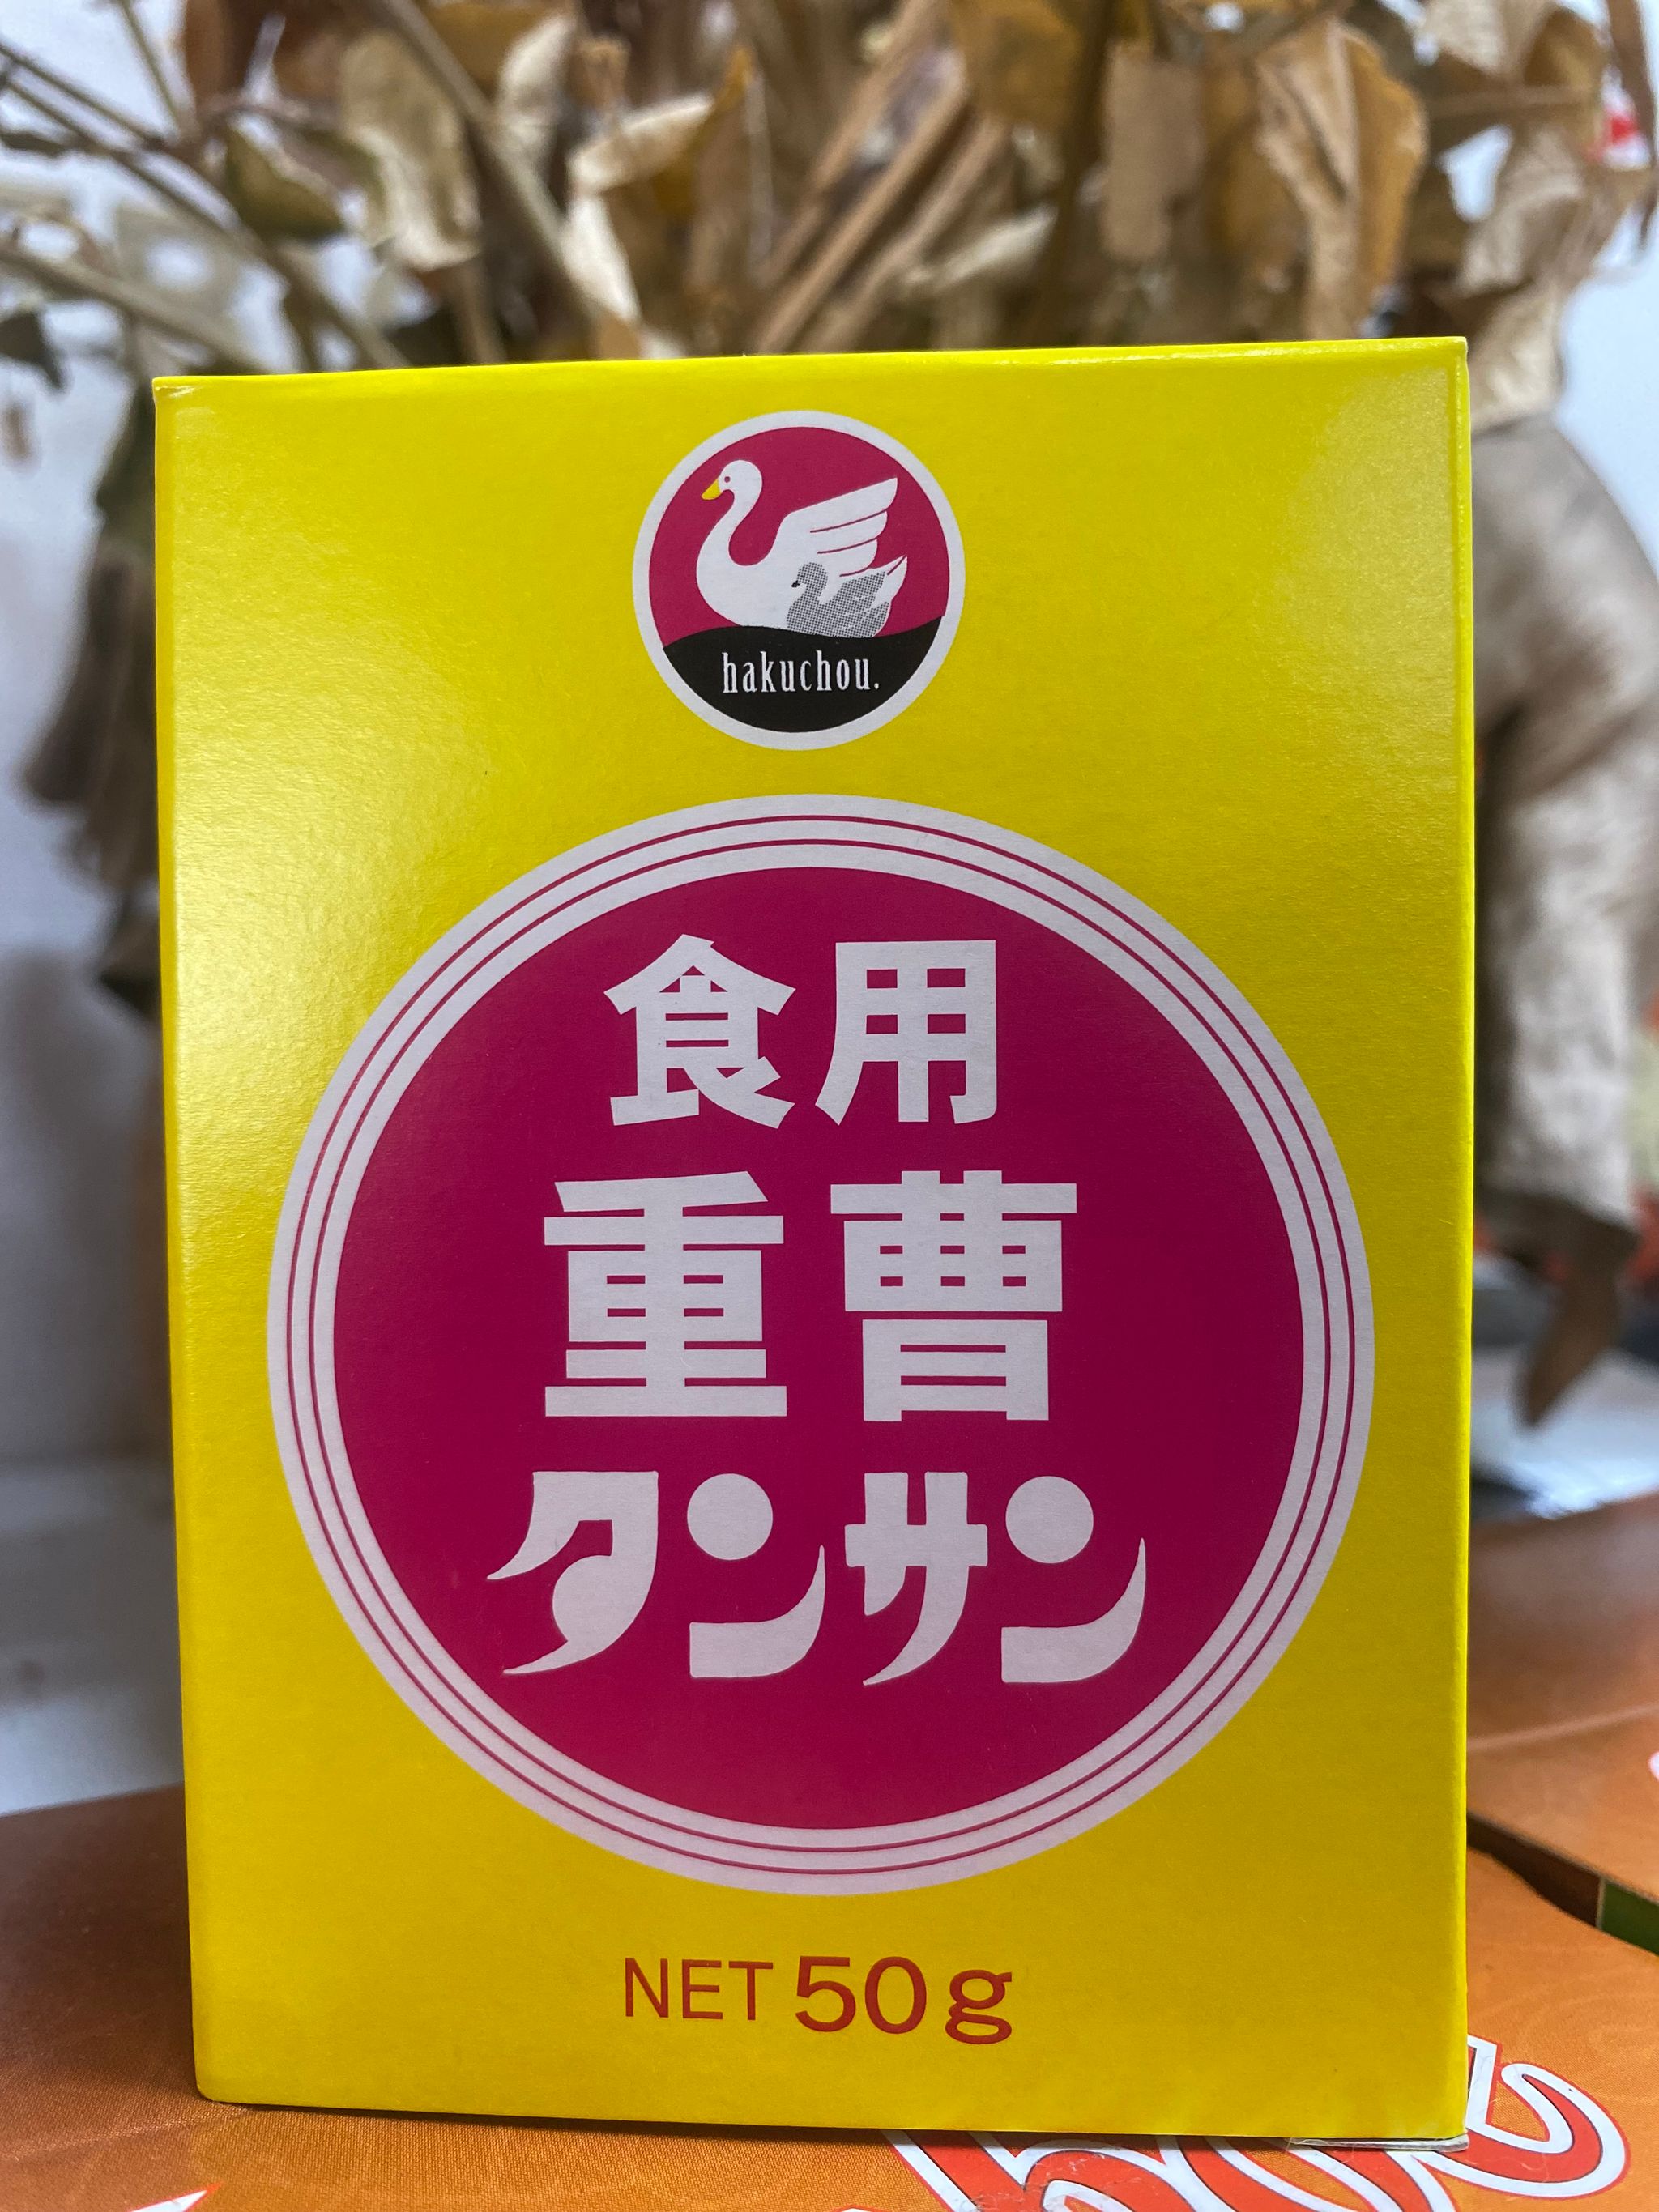 hakuchou.
食用
重曹
タンサン
NET 50g